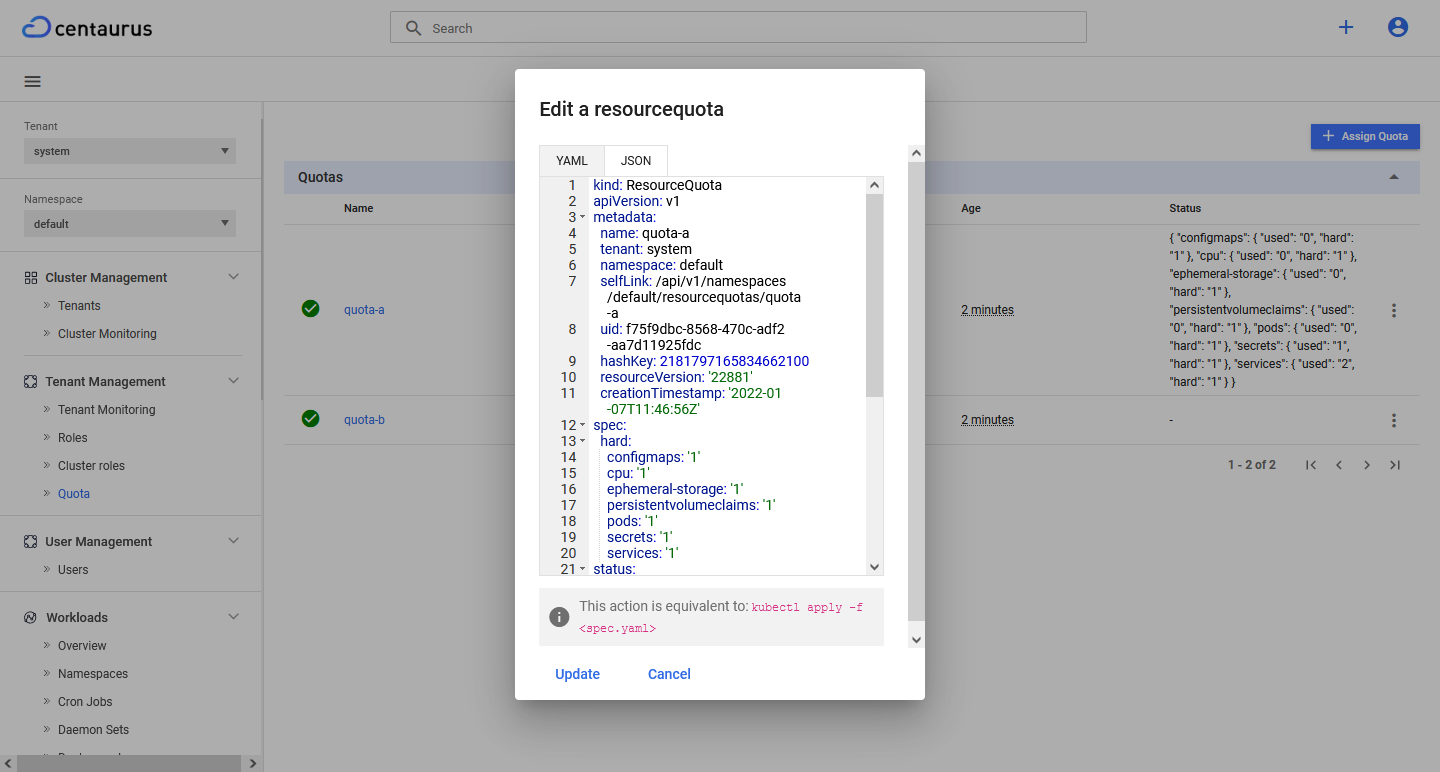 centaurus
Search
Tenant
system
Namespace
default
Cluster Management
Tenants
Cluster Monitoring
Tenant Management
Tenant Monitoring
Roles
Cluster roles
Quota
User Management
Users
Workloads
Overview
Namespaces
Cron Jobs
Daemon Sets
Assign Quota
Quotas
Name
Age
Status
quota-a
2 minutes
{ "configmaps": { "used": "0", "hard":
"1" }, "cpu": { "used": "0", "hard": "1" },
"ephemeral-storage": { "used": "0",
"hard": "1" },
"persistentvolumeclaims": { "used":
"0", "hard": "1" }, "pods": { "used": "0",
"hard": "1" }, "secrets": { "used": "1",
"hard": "1" }, "services": { "used": "2",
"hard": "1" } }
quota-b
2 minutes
-
1 - 2 of 2
Edit a resourcequota
YAML
JSON
1 kind: ResourceQuota
2 apiVersion: v1
3 metadata:
4 name: quota-a
5 tenant: system
6 namespace: default
7 selfLink: /api/v1/namespaces
/default/resourcequotas/quota
-a
8 uid: f75f9dbc-8568-470c-adf2
-aa7d11925fdc
9 hashKey: 2181797165834662100
10 resourceVersion: '22881'
11 creationTimestamp: '2022-01
-07T11:46:56Z'
12 spec:
13 hard:
14 configmaps: '1'
15 cpu: '1'
16 ephemeral-storage: '1'
17 persistentvolumeclaims: '1'
18 pods: '1'
19 secrets: '1'
20 services: '1'
21 status:
This action is equivalent to: kubectl apply -f
<spec.yaml>
Update
Cancel